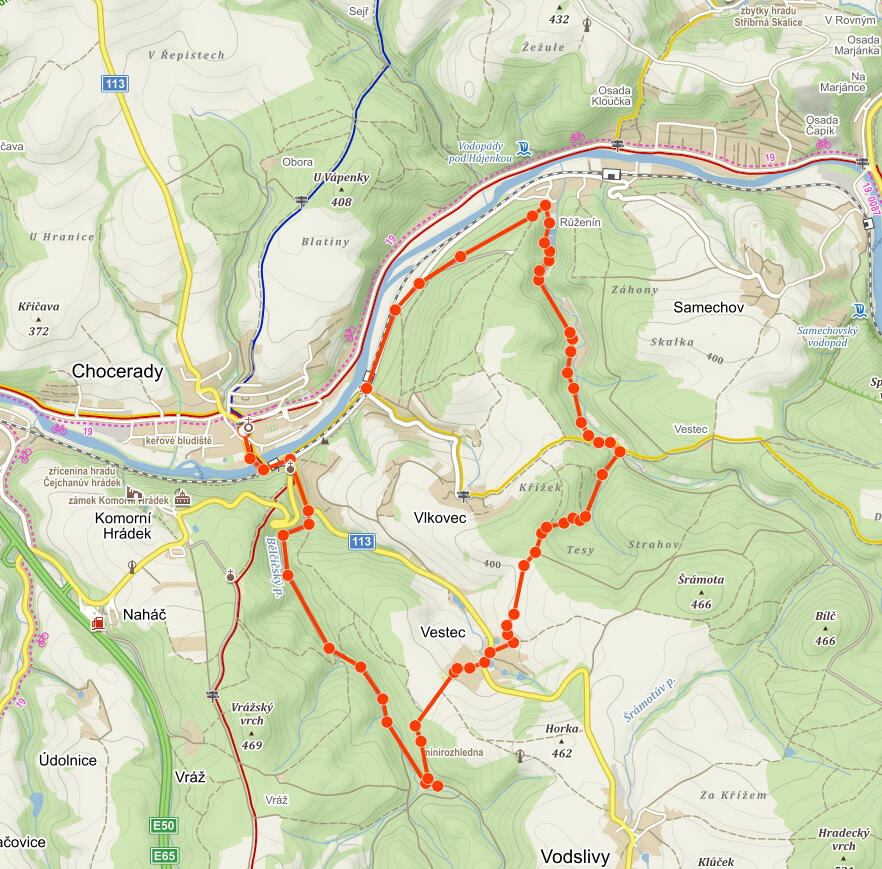 Sejř
432
zbytky hradu
Stříbrná Skalice
V Rovným
Osada
Marjánka
V Řepistech
Žežule
Na
Marjánce
113
Osada
Kloučka
Osada
Čapík
čava
Vodopády
pod Hájenkou
Obora
U Vápenky
408
19
19
19_0087
U Hranice
Blatiny
Růženín
Křičava
372
Záhony
Samechov
Samechovský
vodopád
Skalka
400
Chocerady
Sp
19
keřové bludiště
Vestec
zřícenina hradu
Čejchanův hrádek
zámek Komorní Hrádek
Křížek
Komorní
Hrádek
Vlkovec
D
113
Bělčický p.
Tesy
Strahov
400
Šrámota
466
Bílč
466
Naháč
Vestec
Šrámotův p.
19
Vrážský
vrch
469
Horka
462
minirozhledna
Údolnice
Vráž
Vráž
Za Křížem
E50
E65
ačovice
Vodslivy
Klůček
Hradecký
vrch